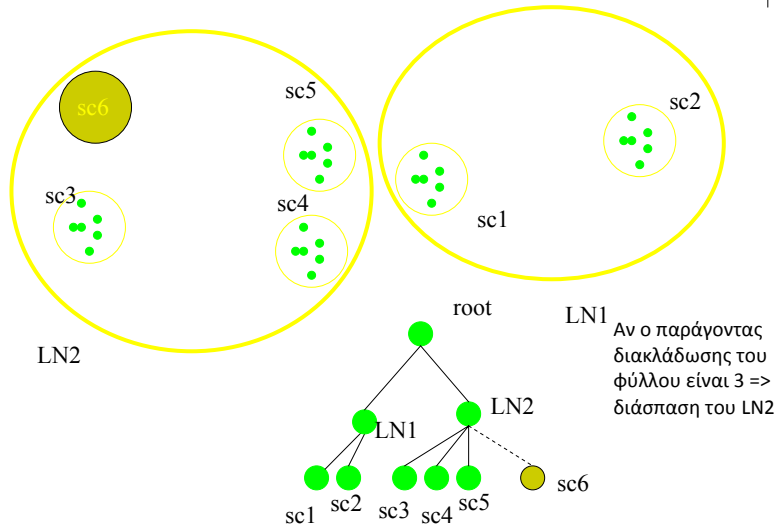 sc6
sc5
sc3
sc4
sc2
sc1
LN2
LN1
root
Αν ο παράγοντας
διακλάδωσης του
φύλλου είναι 3 =>
διάσπαση του LN2
LN1
LN2
sc1
sc2
sc3
sc4
sc5
sc6